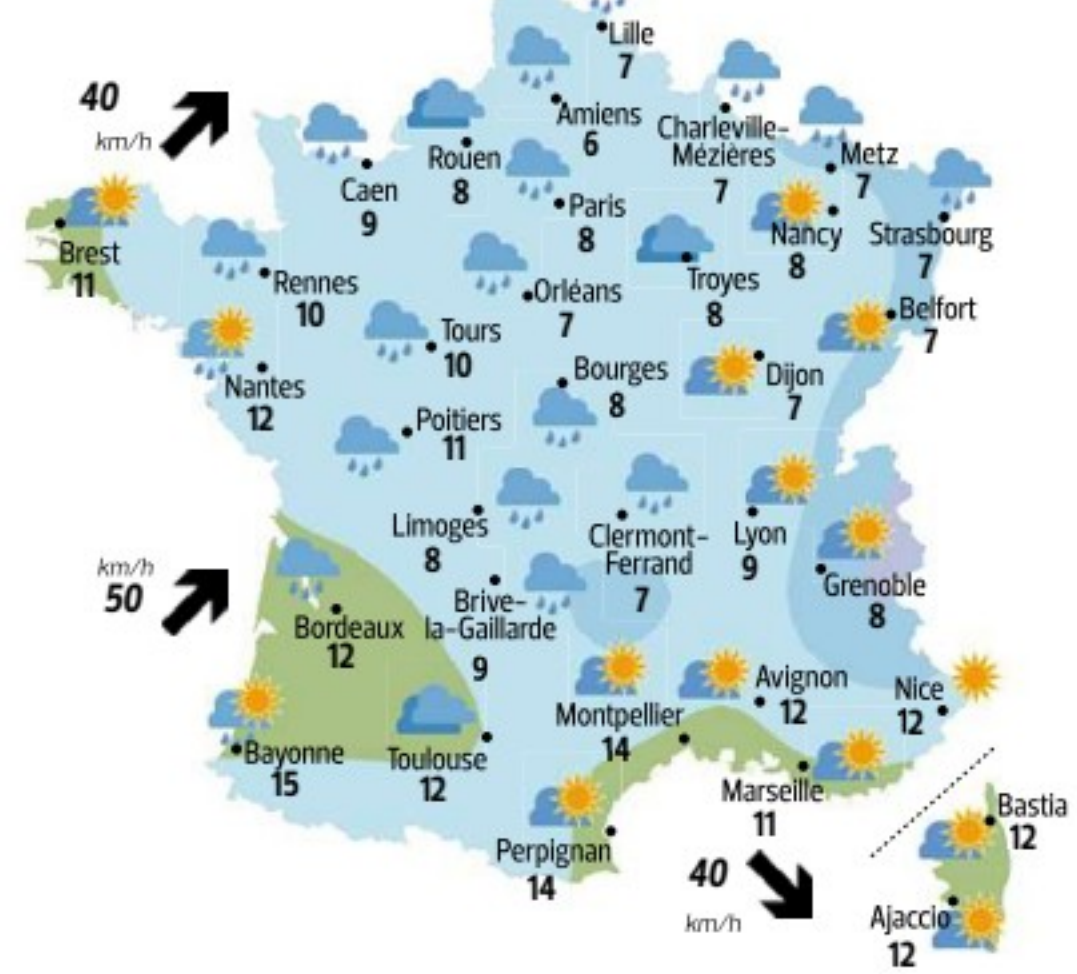 Lille
7
40
km/h
Amiens
6
Charleville-
Mézières
7
Metz
7
Rouen
8
Caen
9
Paris
8
Nancy
8
Strasbourg
7
Brest
11
Rennes
10
Orléans
7
Troyes
8
Belfort
7
Tours
10
Nantes
12
Bourges
8
Dijon
7
Poitiers
11
Limoges
8
Clermont-
Ferrand
7
Lyon
9
50
km/h
Grenoble
8
Brive-
la-Gaillarde
9
Bordeaux
12
Avignon
12
Nice
12
Montpellier
14
Bayonne
15
Toulouse
12
Marseille
11
Bastia
12
Perpignan
14
40
km/h
Ajaccio
12